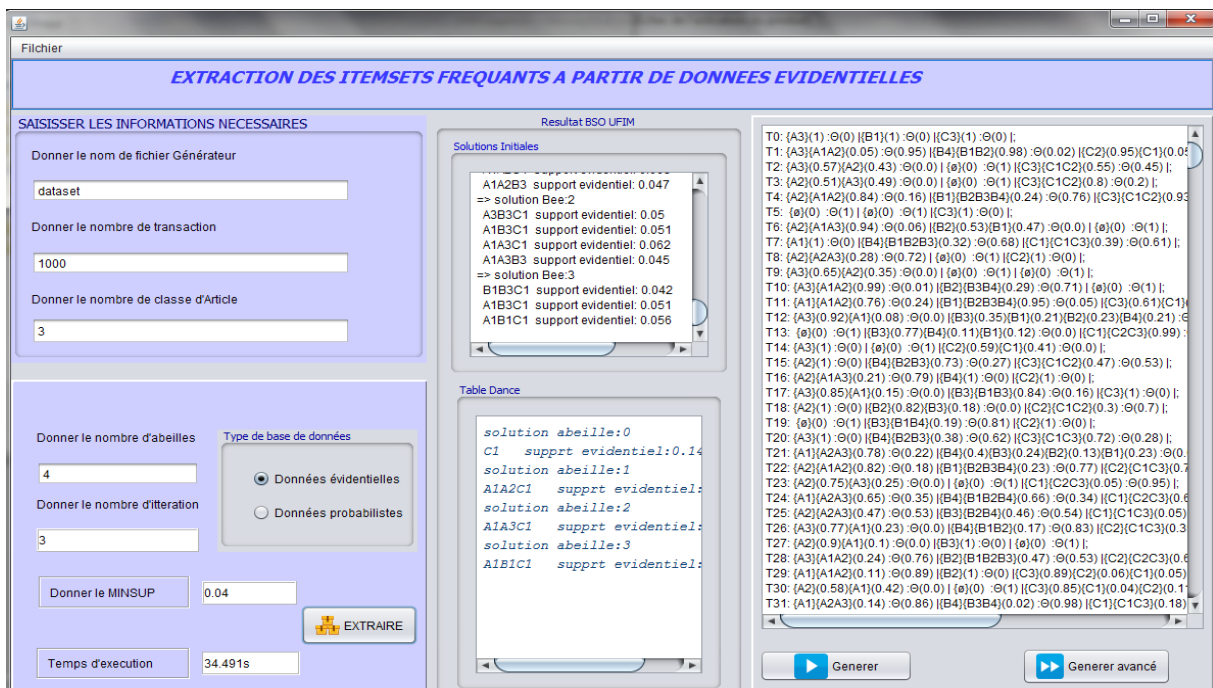 Filchier
EXTRACTION DES ITEMSETS FREQUANTS A PARTIR DE DONNEES EVIDENTIELLES
SAISISSER LES INFORMATIONS NECESSAIRES
Donner le nom de fichier Générateur
dataset
Donner le nombre de transaction
1000
Donner le nombre de classe d'Article
3
Donner le nombre d'abeilles
4
Donner le nombre d'itteration
3
Type de base de données
Données évidentielles
Données probabilistes
Donner le MINSUP
0.04
EXTRAIRE
Temps d'execution
34.491s
Resultat BSO UFIM
Solutions Initiales
A1A2B3 support evidentiel: 0.047
=> solution Bee:2
A3B3C1 support evidentiel: 0.05
A1B3C1 support evidentiel: 0.051
A1A3C1 support evidentiel: 0.062
A1A3B3 support evidentiel: 0.045
=> solution Bee:3
B1B3C1 support evidentiel: 0.042
A1B3C1 support evidentiel: 0.051
A1B1C1 support evidentiel: 0.056
Table Dance
solution abeille:0
C1 supprt evidentiel:0.14
solution abeille:1
A1A2C1 supprt evidentiel:
solution abeille:2
A1A3C1 supprt evidentiel:
solution abeille:3
A1B1C1 supprt evidentiel:
T0: {A3}(1) :Θ(0) |{B1}(1) :Θ(0) |{C3}(1) :Θ(0) |;
T1: {A3}{A1A2}(0.05) :Θ(0.95) |{B4}{B1B2}(0.98) :Θ(0.02) |{C2}(0.95){C1}(0.05
T2: {A3}(0.57){A2}(0.43) :Θ(0.0) | {ø}(0) :Θ(1) |{C3}{C1C2}(0.55) :Θ(0.45) |;
T3: {A2}(0.51){A3}(0.49) :Θ(0.0) | {ø}(0) :Θ(1) |{C3}{C1C2}(0.8) :Θ(0.2) |;
T4: {A2}{A1A2}(0.84) :Θ(0.16) |{B1}{B2B3B4}(0.24) :Θ(0.76) |{C3}{C1C2}(0.93
T5: {ø}(0) :Θ(1) | {ø}(0) :Θ(1) |{C3}(1) :Θ(0) |;
T6: {A2}{A1A3}(0.94) :Θ(0.06) |{B2}(0.53){B1}(0.47) :Θ(0.0) | {ø}(0) :Θ(1) |;
T7: {A1}(1) :Θ(0) |{B4}{B1B2B3}(0.32) :Θ(0.68) |{C1}{C1C3}(0.39) :Θ(0.61) |;
T8: {A2}{A2A3}(0.28) :Θ(0.72) | {ø}(0) :Θ(1) |{C2}(1) :Θ(0) |;
T9: {A3}(0.65){A2}(0.35) :Θ(0.0) | {ø}(0) :Θ(1) | {ø}(0) :Θ(1) |;
T10: {A3}{A1A2}(0.99) :Θ(0.01) |{B2}{B3B4}(0.29) :Θ(0.71) | {ø}(0) :Θ(1) |;
T11: {A1}{A1A2}(0.76) :Θ(0.24) |{B1}{B2B3B4}(0.95) :Θ(0.05) |{C3}(0.61){C1}(
T12: {A3}(0.92){A1}(0.08) :Θ(0.0) |{B3}(0.35){B1}(0.21){B2}(0.23){B4}(0.21) :Θ
T13: {ø}(0) :Θ(1) |{B3}(0.77){B4}(0.11){B1}(0.12) :Θ(0.0) |{C1}{C2C3}(0.99) :
T14: {A3}(1) :Θ(0) | {ø}(0) :Θ(1) |{C2}(0.59){C1}(0.41) :Θ(0.0) |;
T15: {A2}(1) :Θ(0) |{B4}{B2B3}(0.73) :Θ(0.27) |{C3}{C1C2}(0.47) :Θ(0.53) |;
T16: {A2}{A1A3}(0.21) :Θ(0.79) |{B4}(1) :Θ(0) |{C2}(1) :Θ(0) |;
T17: {A3}(0.85){A1}(0.15) :Θ(0.0) |{B3}{B1B3}(0.84) :Θ(0.16) |{C3}(1) :Θ(0) |;
T18: {A2}(1) :Θ(0) |{B2}(0.82){B3}(0.18) :Θ(0.0) |{C2}{C1C2}(0.3) :Θ(0.7) |;
T19: {ø}(0) :Θ(1) |{B3}{B1B4}(0.19) :Θ(0.81) |{C2}(1) :Θ(0) |;
T20: {A3}(1) :Θ(0) |{B4}{B2B3}(0.38) :Θ(0.62) |{C3}{C1C3}(0.72) :Θ(0.28) |;
T21: {A1}{A2A3}(0.78) :Θ(0.22) |{B4}(0.4){B3}(0.24){B2}(0.13){B1}(0.23) :Θ(0.
T22: {A2}{A1A2}(0.82) :Θ(0.18) |{B1}{B2B3B4}(0.23) :Θ(0.77) |{C2}{C1C3}(0.7
T23: {A2}(0.75){A3}(0.25) :Θ(0.0) | {ø}(0) :Θ(1) |{C1}{C2C3}(0.05) :Θ(0.95) |;
T24: {A1}{A2A3}(0.65) :Θ(0.35) |{B4}{B1B2B4}(0.66) :Θ(0.34) |{C1}{C2C3}(0.6
T25: {A2}{A2A3}(0.47) :Θ(0.53) |{B3}{B2B4}(0.46) :Θ(0.54) |{C1}{C1C3}(0.05)
T26: {A3}(0.77){A1}(0.23) :Θ(0.0) |{B4}{B1B2}(0.17) :Θ(0.83) |{C2}{C1C3}(0.3
T27: {A2}(0.9){A1}(0.1) :Θ(0.0) |{B3}(1) :Θ(0) | {ø}(0) :Θ(1) |;
T28: {A3}{A1A2}(0.24) :Θ(0.76) |{B2}{B1B2B3}(0.47) :Θ(0.53) |{C2}{C2C3}(0.6
T29: {A1}{A1A2}(0.11) :Θ(0.89) |{B2}(1) :Θ(0) |{C3}(0.89){C2}(0.06){C1}(0.05)
T30: {A2}(0.58){A1}(0.42) :Θ(0.0) | {ø}(0) :Θ(1) |{C3}(0.85){C1}(0.04){C2}(0.1
T31: {A1}{A2A3}(0.14) :Θ(0.86) |{B4}{B3B4}(0.02) :Θ(0.98) |{C1}{C1C3}(0.18)
Generer
Generer avancé